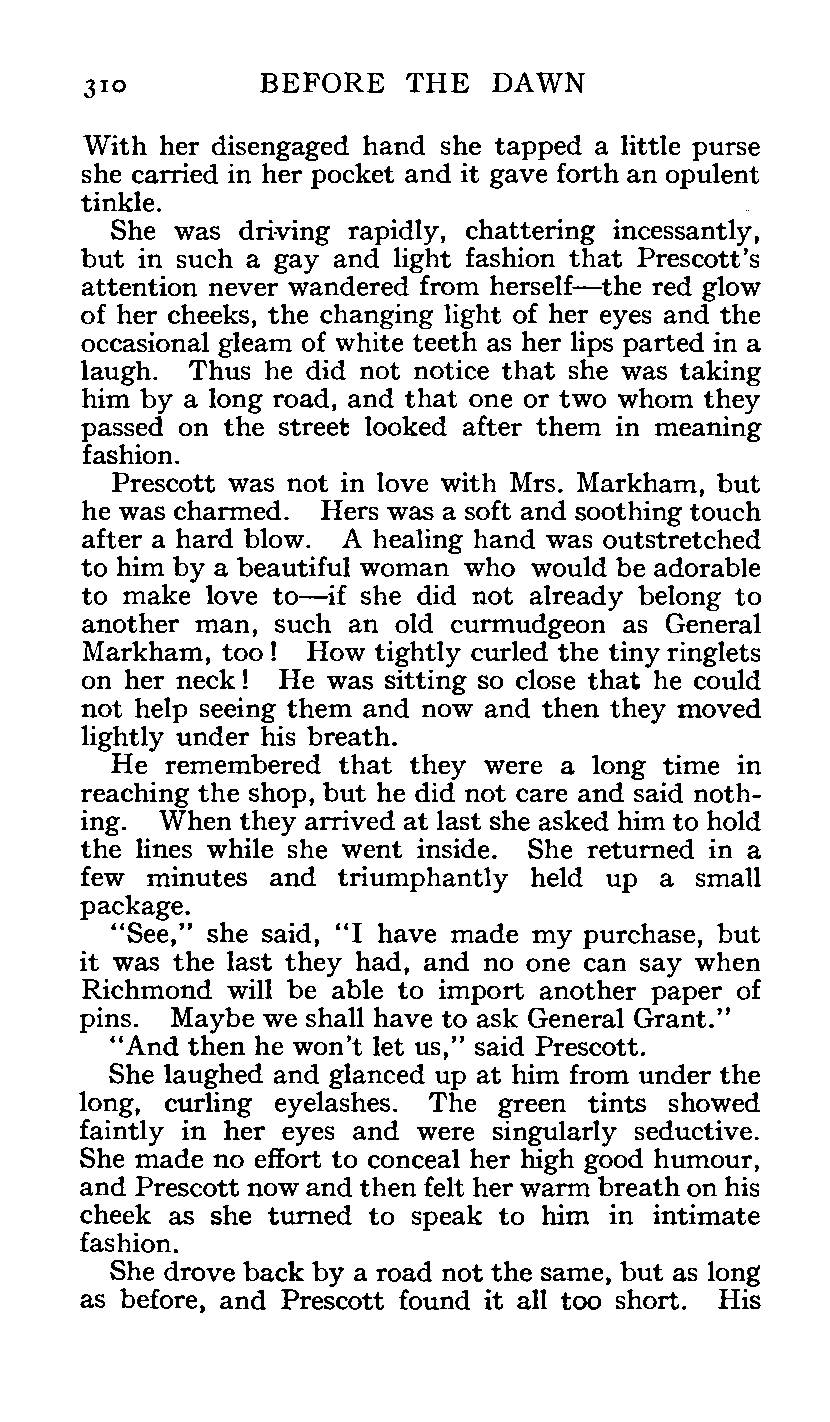 310 BEFORE THE DAWN
With her disengaged hand she tapped a little purse
she carried in her pocket and it gave forth an opulent
tinkle.
She was driving rapidly, chattering incessantly,
but in such a gay and light fashion that Prescott's
attention never wandered from herself—the red glow
of her cheeks, the changing light of her eyes and the
occasional gleam of white teeth as her lips parted in a
laugh. Thus he did not notice that she was taking
him by a long road, and that one or two whom they
passed on the street looked after them in meaning
fashion.
Prescott was not in love with Mrs. Markham, but
he was charmed. Hers was a soft and soothing touch
after a hard blow. A healing hand was outstretched
to him by a beautiful woman who would be adorable
to make love to—if she did not already belong to
another man, such an old curmudgeon as General
Markham, too! How tightly curled the tiny ringlets
on her neck! He was sitting so close that he could
not help seeing them and now and then they moved
lightly under his breath.
He remembered that they were a long time in
reaching the shop, but he did not care and said noth-
ing. When they arrived at last she asked him to hold
the lines while she went inside. She returned in a
few minutes and triumphantly held up a small
package.
"See," she said, "I have made my purchase, but
it was the last they had, and no one can say when
Richmond will be able to import another paper of
pins. Maybe we shall have to ask General Grant."
"And then he won't let us," said Prescott.
She laughed and glanced up at him from under the
long, curling eyelashes. The green tints showed
faintly in her eyes and were singularly seductive.
She made no effort to conceal her high good humour,
and Prescott now and then felt her warm breath on his
cheek as she turned to speak to him in intimate
fashion.
She drove back by a road not the same, but as long
as before, and Prescott found it all too short. His